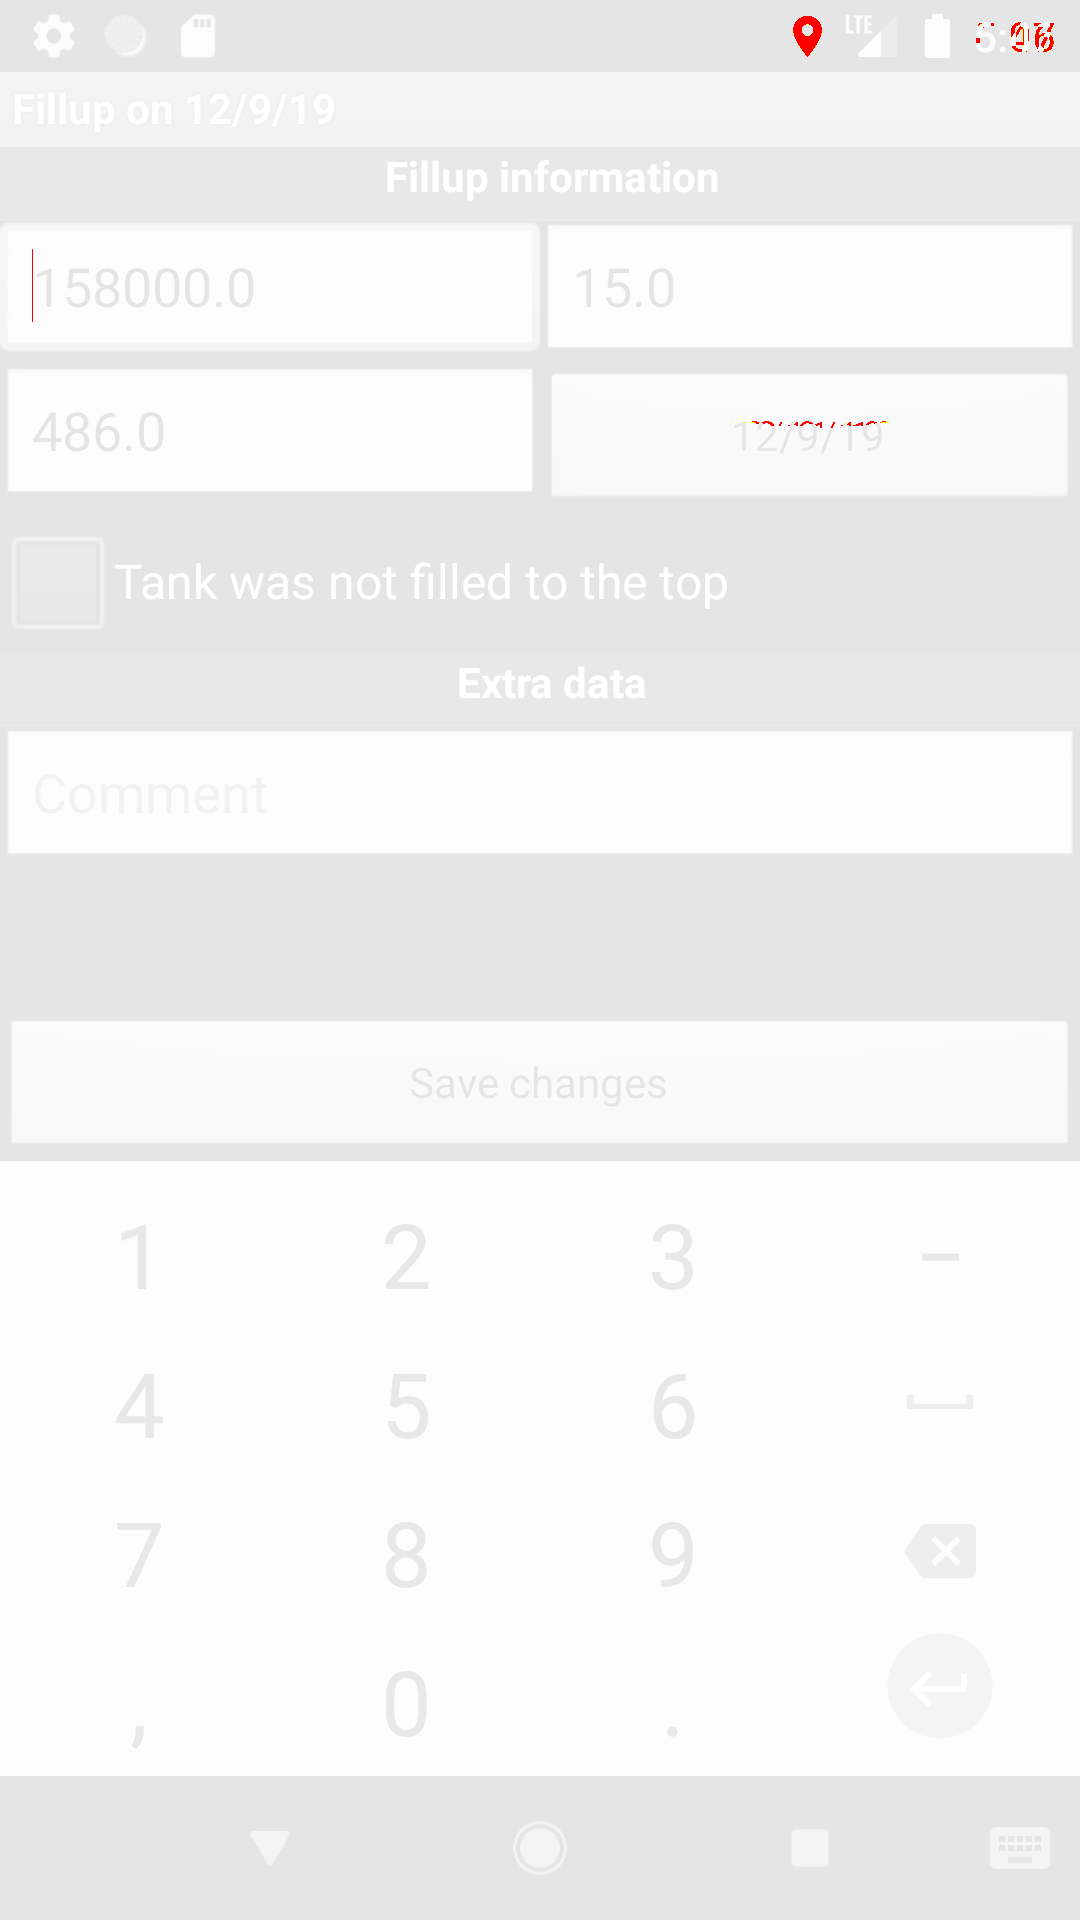 LTE
Fillup on 12/9/19
Fillup information
158000.0 15.0
486.0 12/9/19
Tank was not filled to the top
Extra data
Comment
Save changes
1 2 3 –
4 5 6
7 8 9
, 0 .